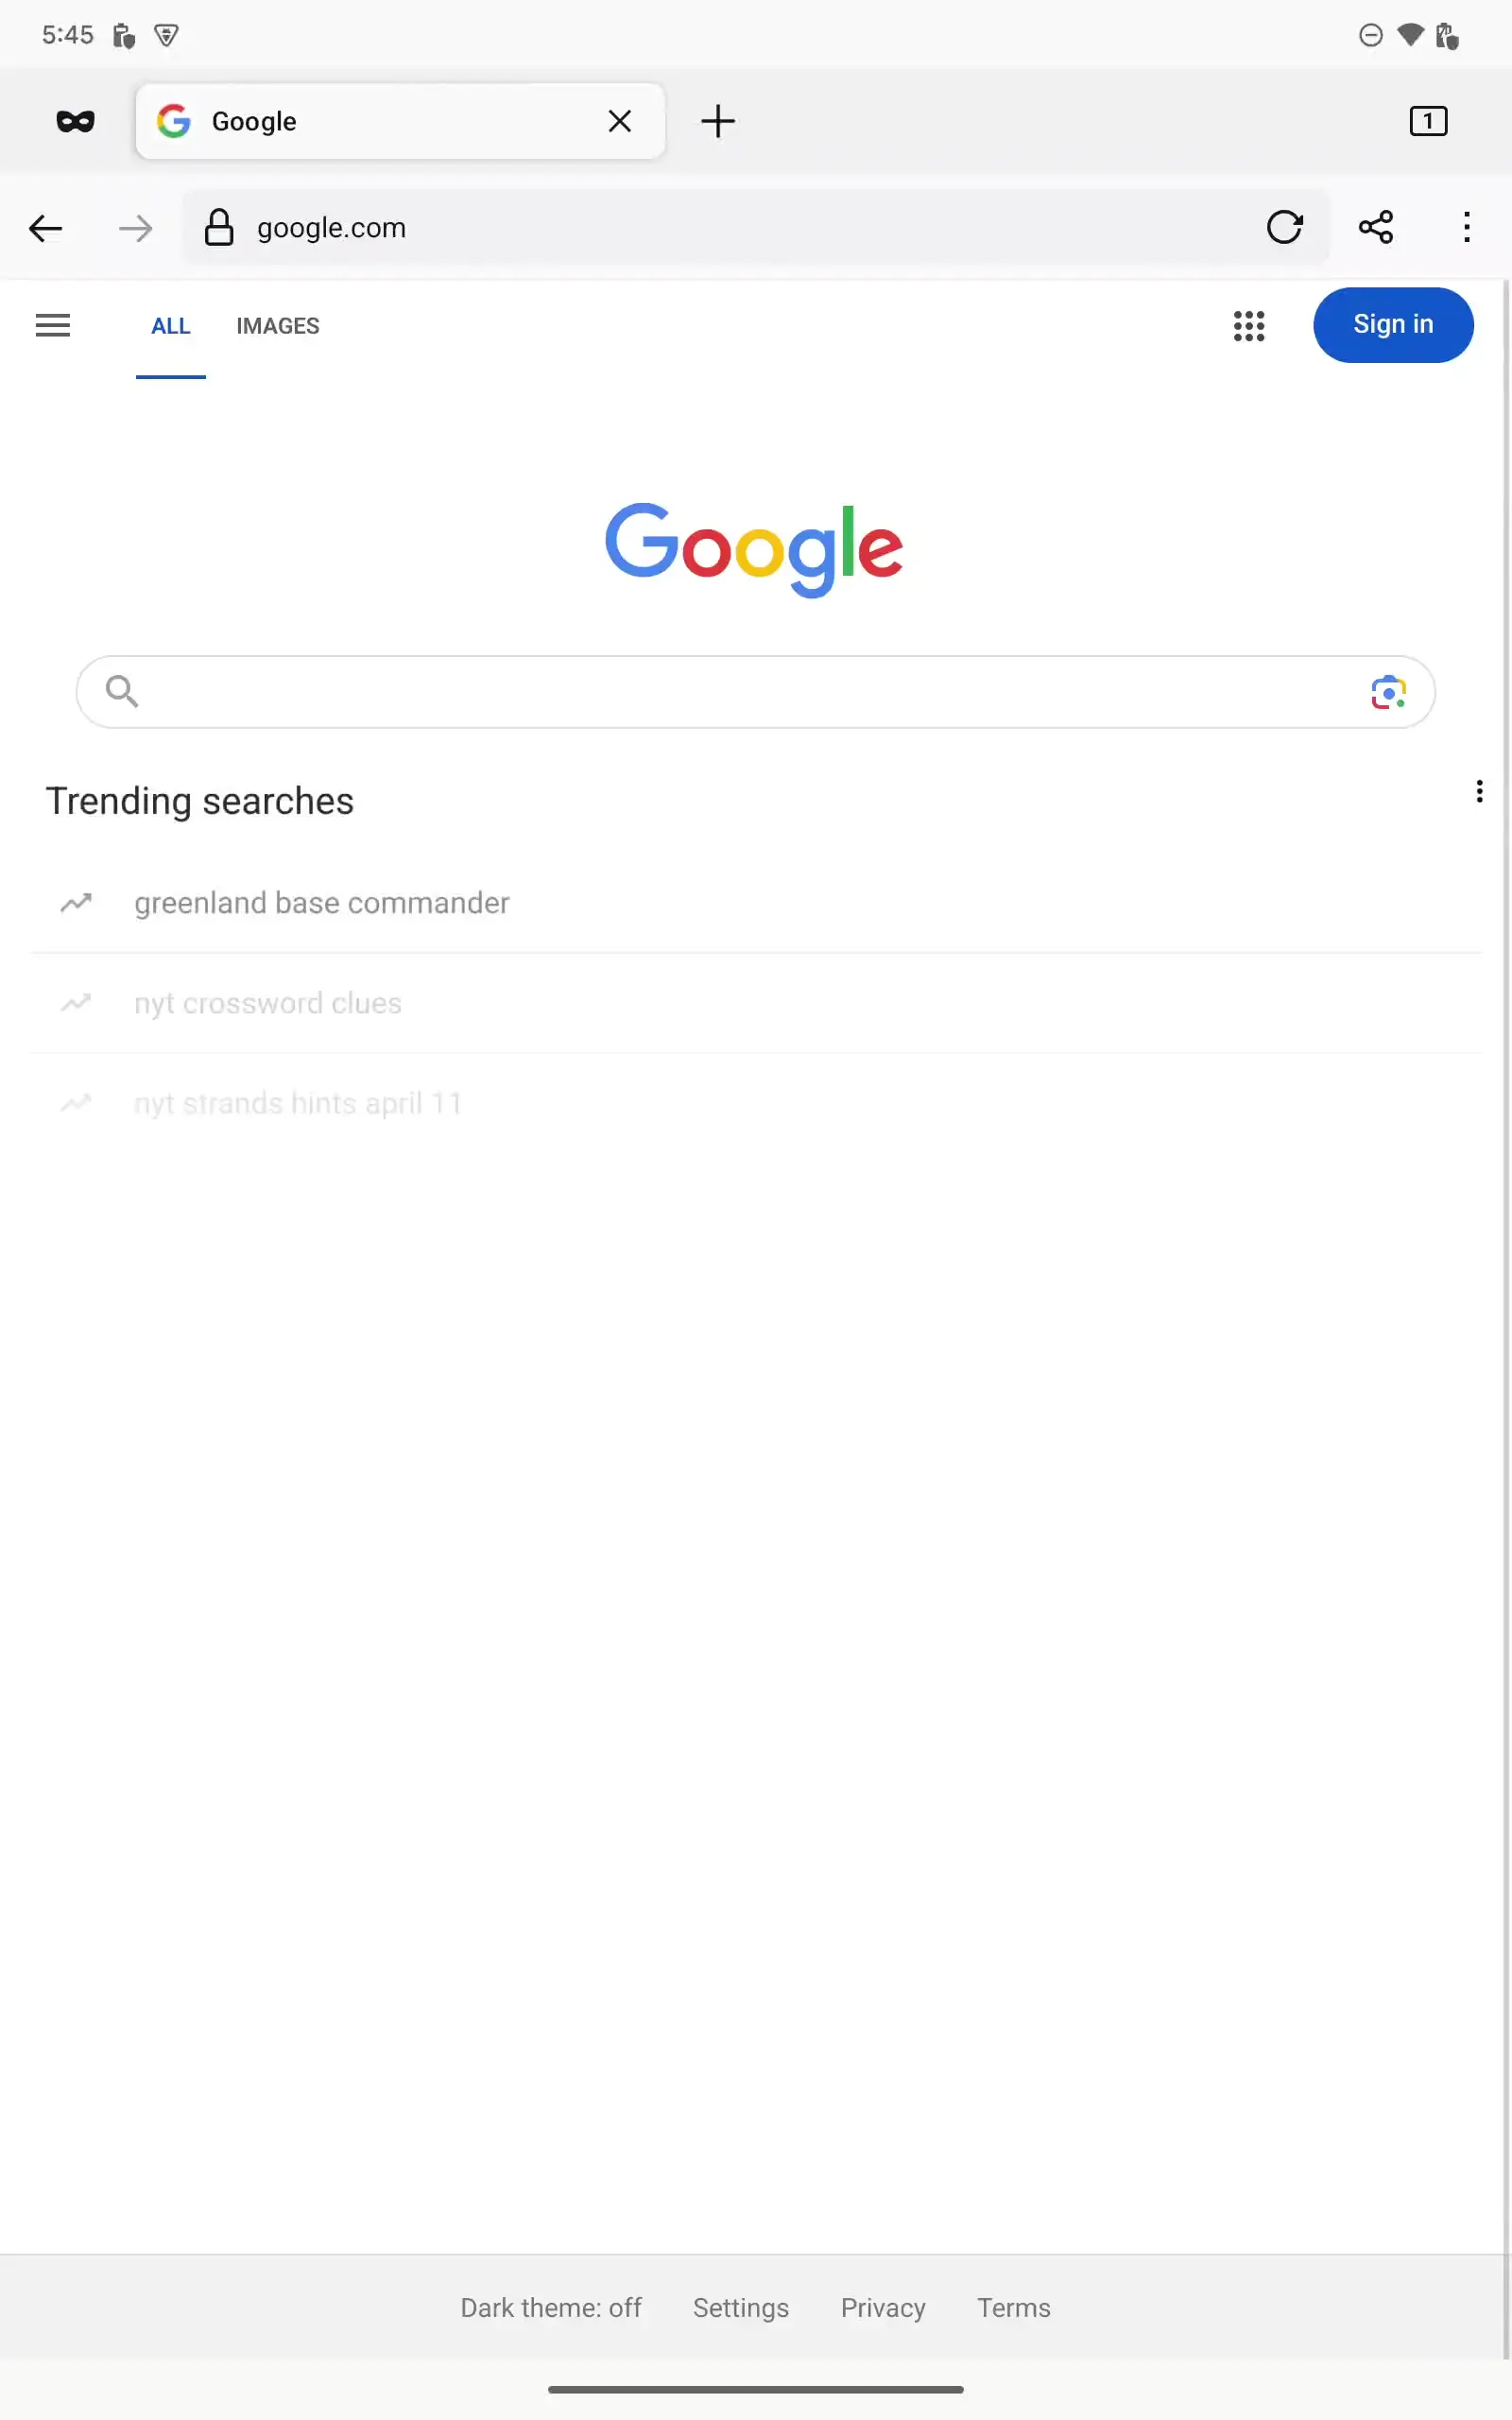 5:45
Google
1
google.com
ALL IMAGES
Sign in
Google
Trending searches
greenland base commander
nyt crossword clues
nyt strands hints april 11
Dark theme: off Settings Privacy Terms